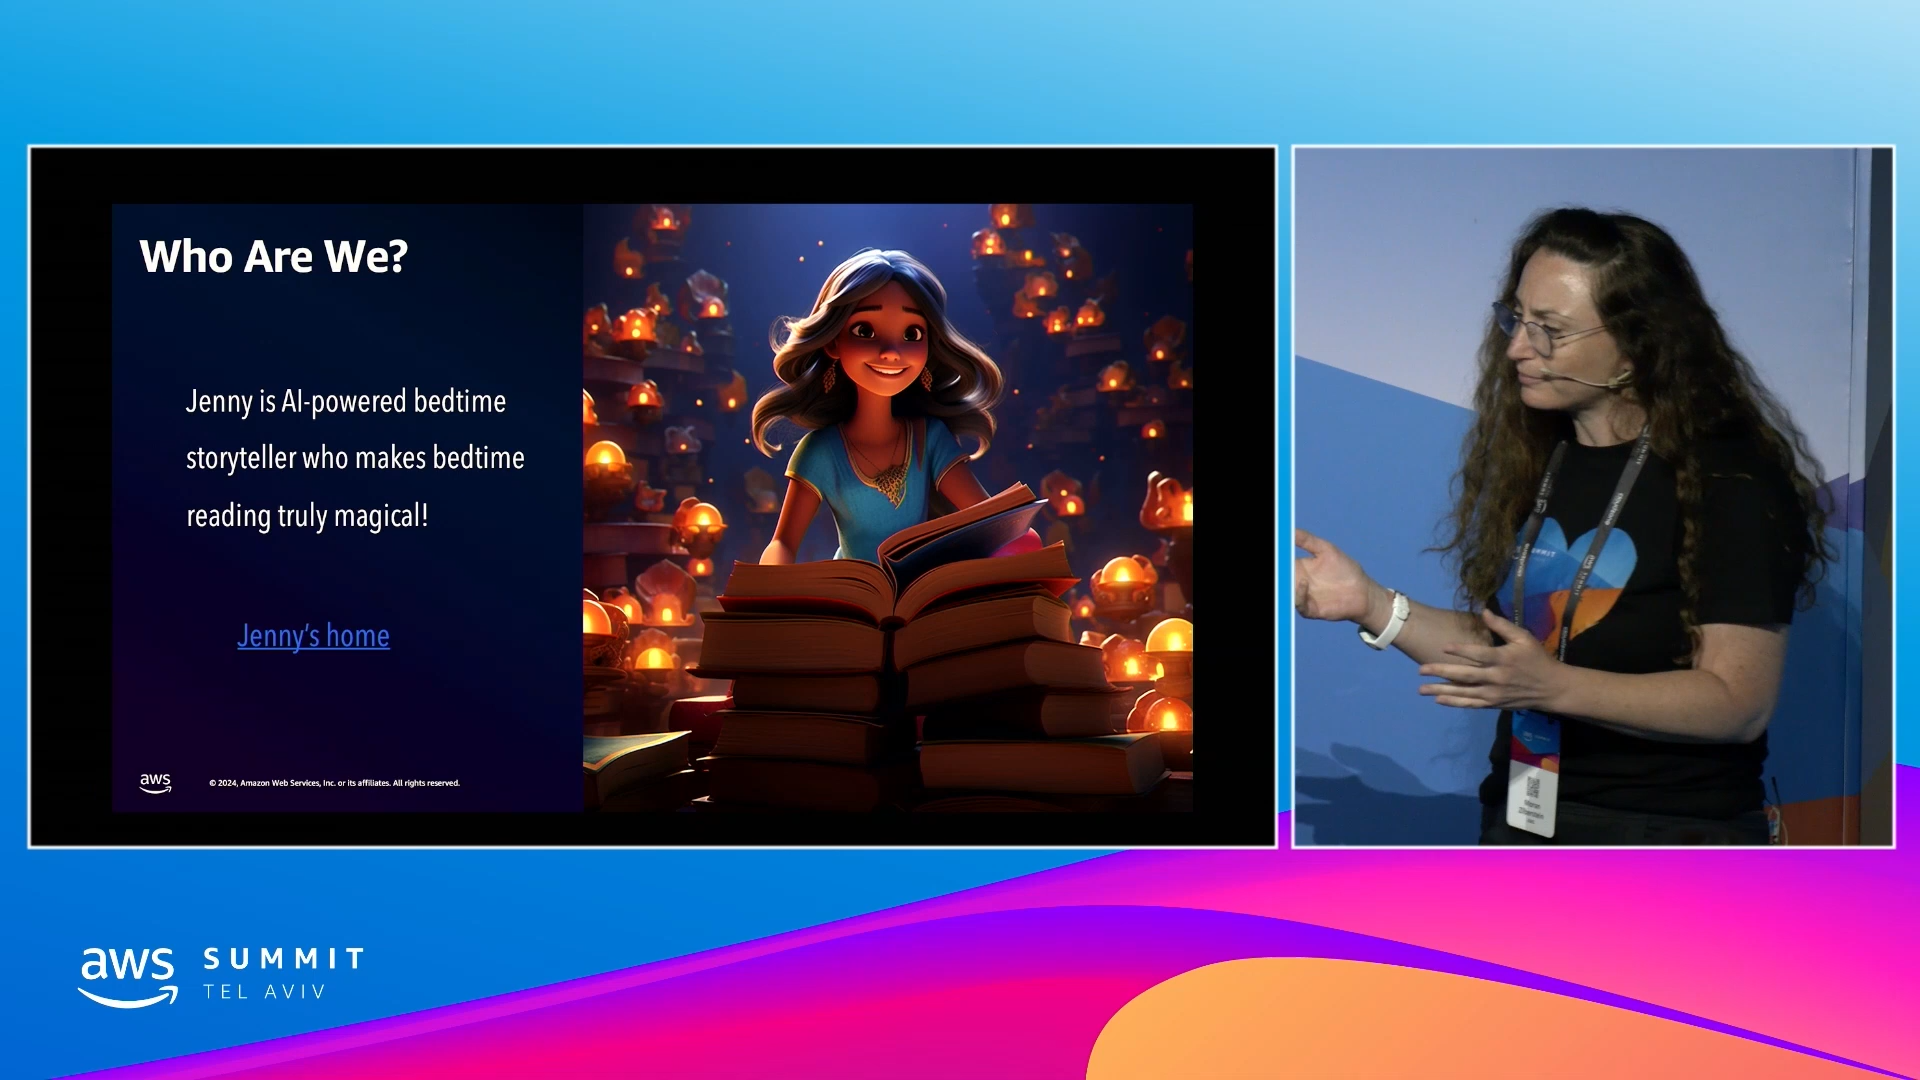 Who Are We?
Jenny is AI-powered bedtime
storyteller who makes bedtime
reading truly magical!
Jenny's home
aws
© 2024, Amazon Web Services, Inc. or its affiliates. All rights reserved.
SUMMIT
aws
SUMMIT
TEL AVIV